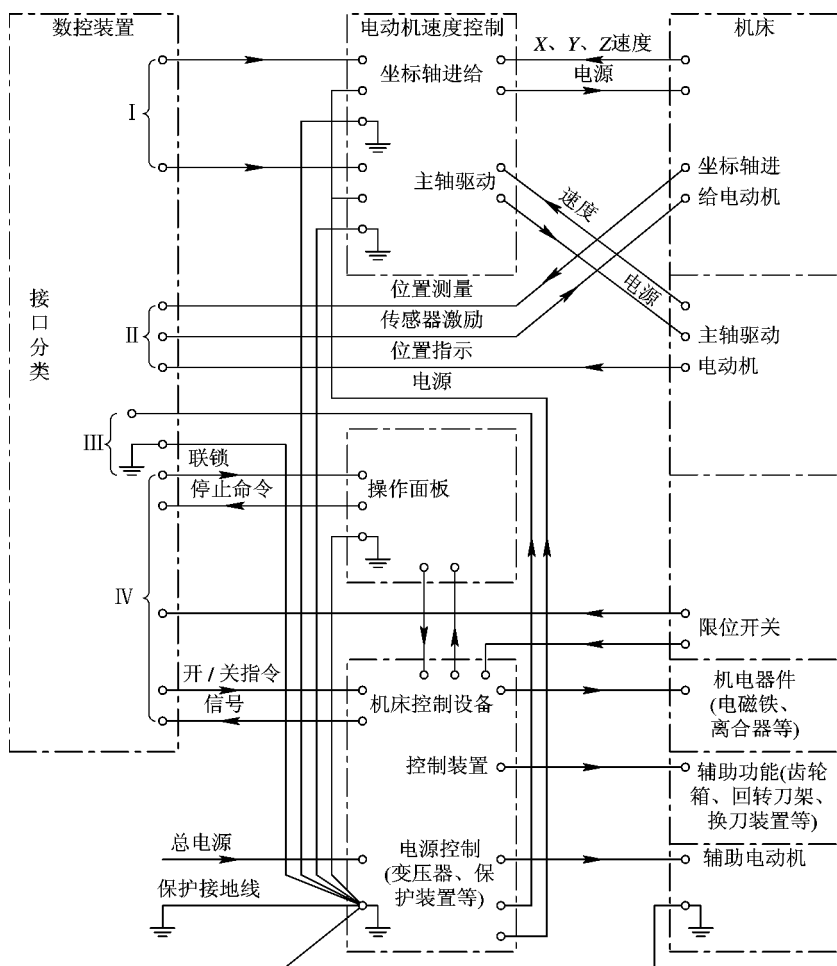 数控装置
电动机速度控制
机床
X、Y、Z速度
坐标轴进给
电源
I
主轴驱动
坐标轴进
给电动机
速度
电源
接口分类
位置测量
II
传感器激励
主轴驱动
位置指示
电动机
电源
III
联锁
操作面板
停止命令
IV
限位开关
开/关指令
机床控制设备
信号
机电器件
(电磁铁、
离合器等)
控制装置
辅助功能(齿轮
箱、回转刀架、
换刀装置等)
总电源
电源控制
(变压器、保
护装置等)
辅助电动机
保护接地线